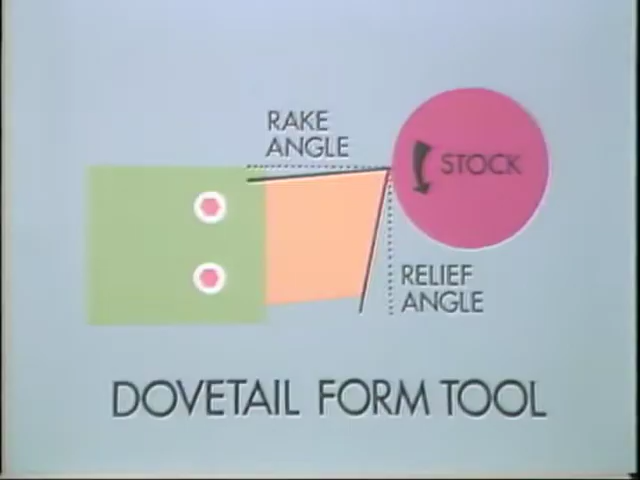 RAKE
ANGLE
STOCK
RELIEF
ANGLE
DOVETAIL FORM TOOL